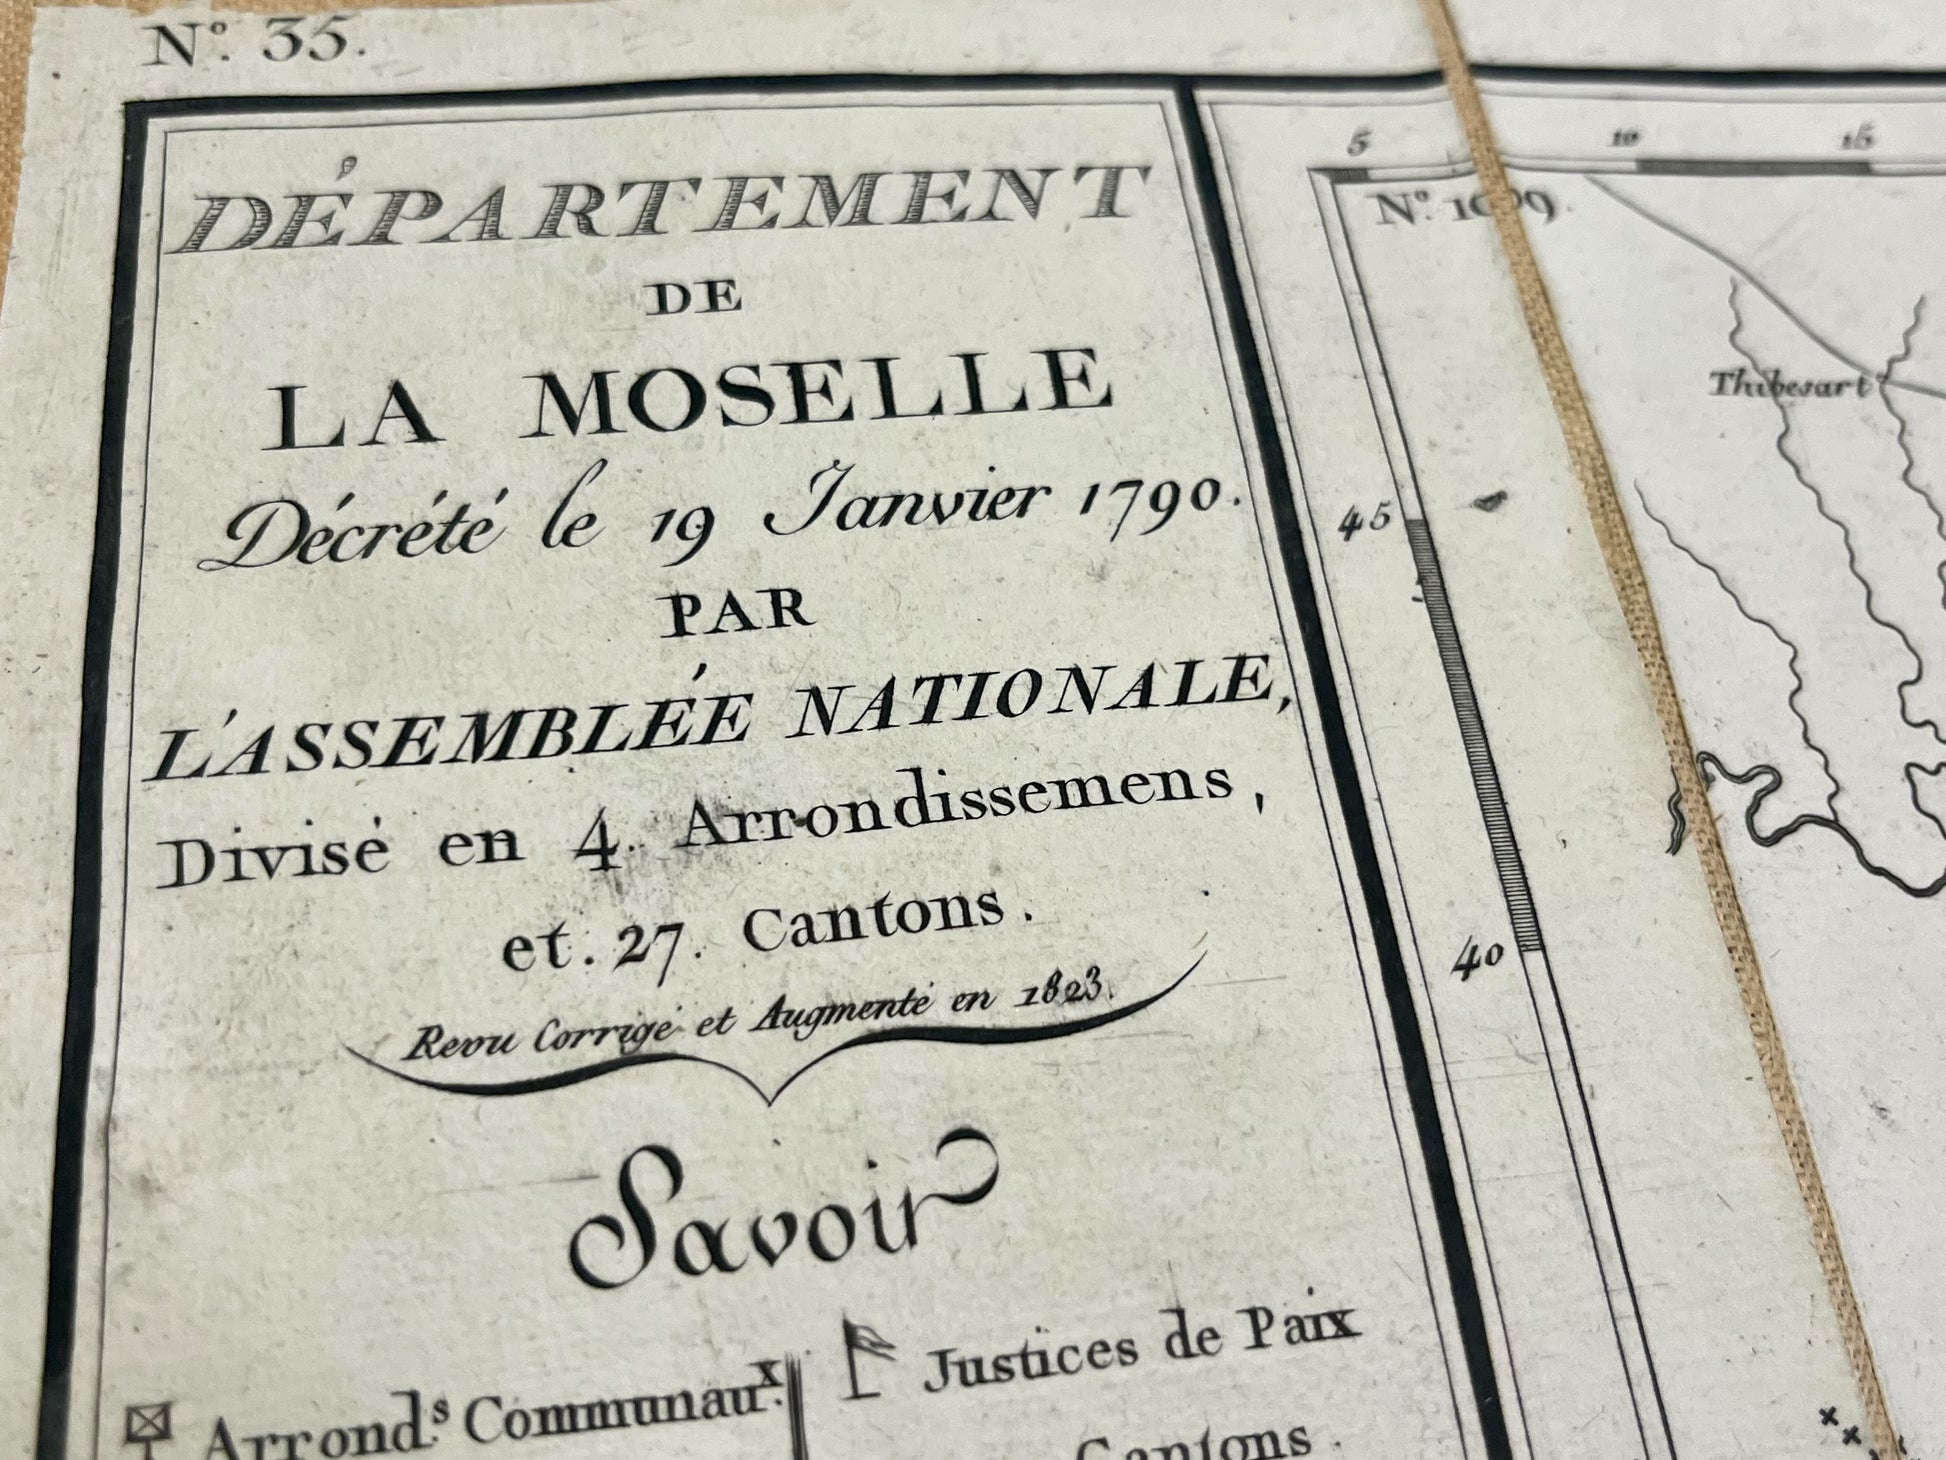 Nº. 35.
DÉPARTEMENT
DE
LA MOSELLE
Décrété le 19 Janvier 1790.
PAR
L'ASSEMBLÉE NATIONALE,
Divisé en 4. Arrondissemens,
et. 27. Cantons.
Revu Corrigé et Augmenté en 1823.
Savoir
Arrond.s Communaux.
Justices de Paix
Cantons.
5 10 15
Nº.
Thibesart
45
40